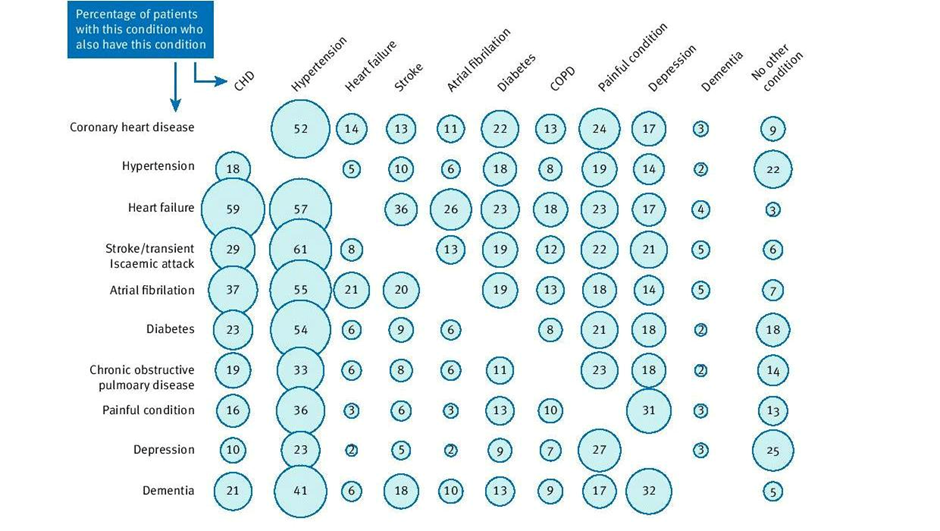 Percentage of patients
with this condition who
also have this condition
CHD
Hypertension
Heart failure
Stroke
Atrial fibrilation
Diabetes
COPD
Painful condition
Depression
Dementia
No other
condition
Coronary heart disease 52 14 13 11 22 13 24 17 3 9
Hypertension 18 5 10 6 18 8 19 14 2 22
Heart failure 59 57 36 26 23 18 23 17 4 3
Stroke/transient
Iscaemic attack 29 61 8 13 19 12 22 21 5 6
Atrial fibrilation 37 55 21 20 19 13 18 14 5 7
Diabetes 23 54 6 9 6 8 21 18 2 18
Chronic obstructive
pulmoary disease 19 33 6 8 6 11 23 18 2 14
Painful condition 16 36 3 6 3 13 10 31 3 13
Depression 10 23 2 5 2 9 7 27 3 25
Dementia 21 41 6 18 10 13 9 17 32 5